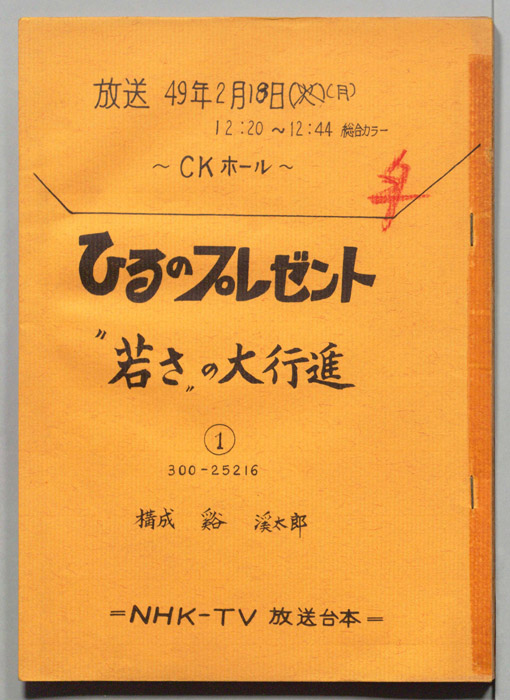 放送 49年2月18日(火)(月)
12:20～12:44 総合カラー
～CKホール～
ひるのプレゼント
〝若さ〟の大行進
①
300-25216
構成 谿 渓太郎
=NHK-TV 放送台本=